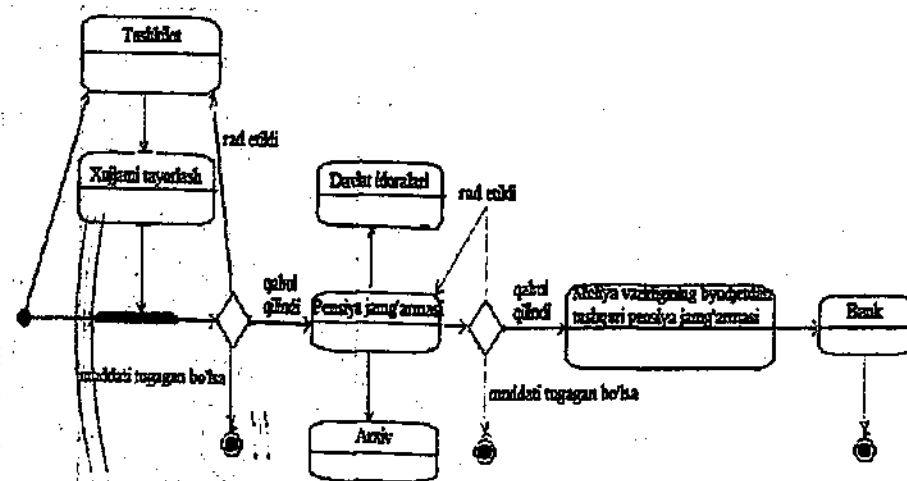 Tashkilot
rad etildi
Xujjatni tayorlash
Davlat idoralari
rad etildi
qabul
qilindi
Pensiya jamg'armasi
qabul
qilindi
Moliya vazirligining byudjetdan
tashqari pensiya jamg'armasi
Bank
muddati tugagan bo'lsa
muddati tugagan bo'lsa
Arxiv